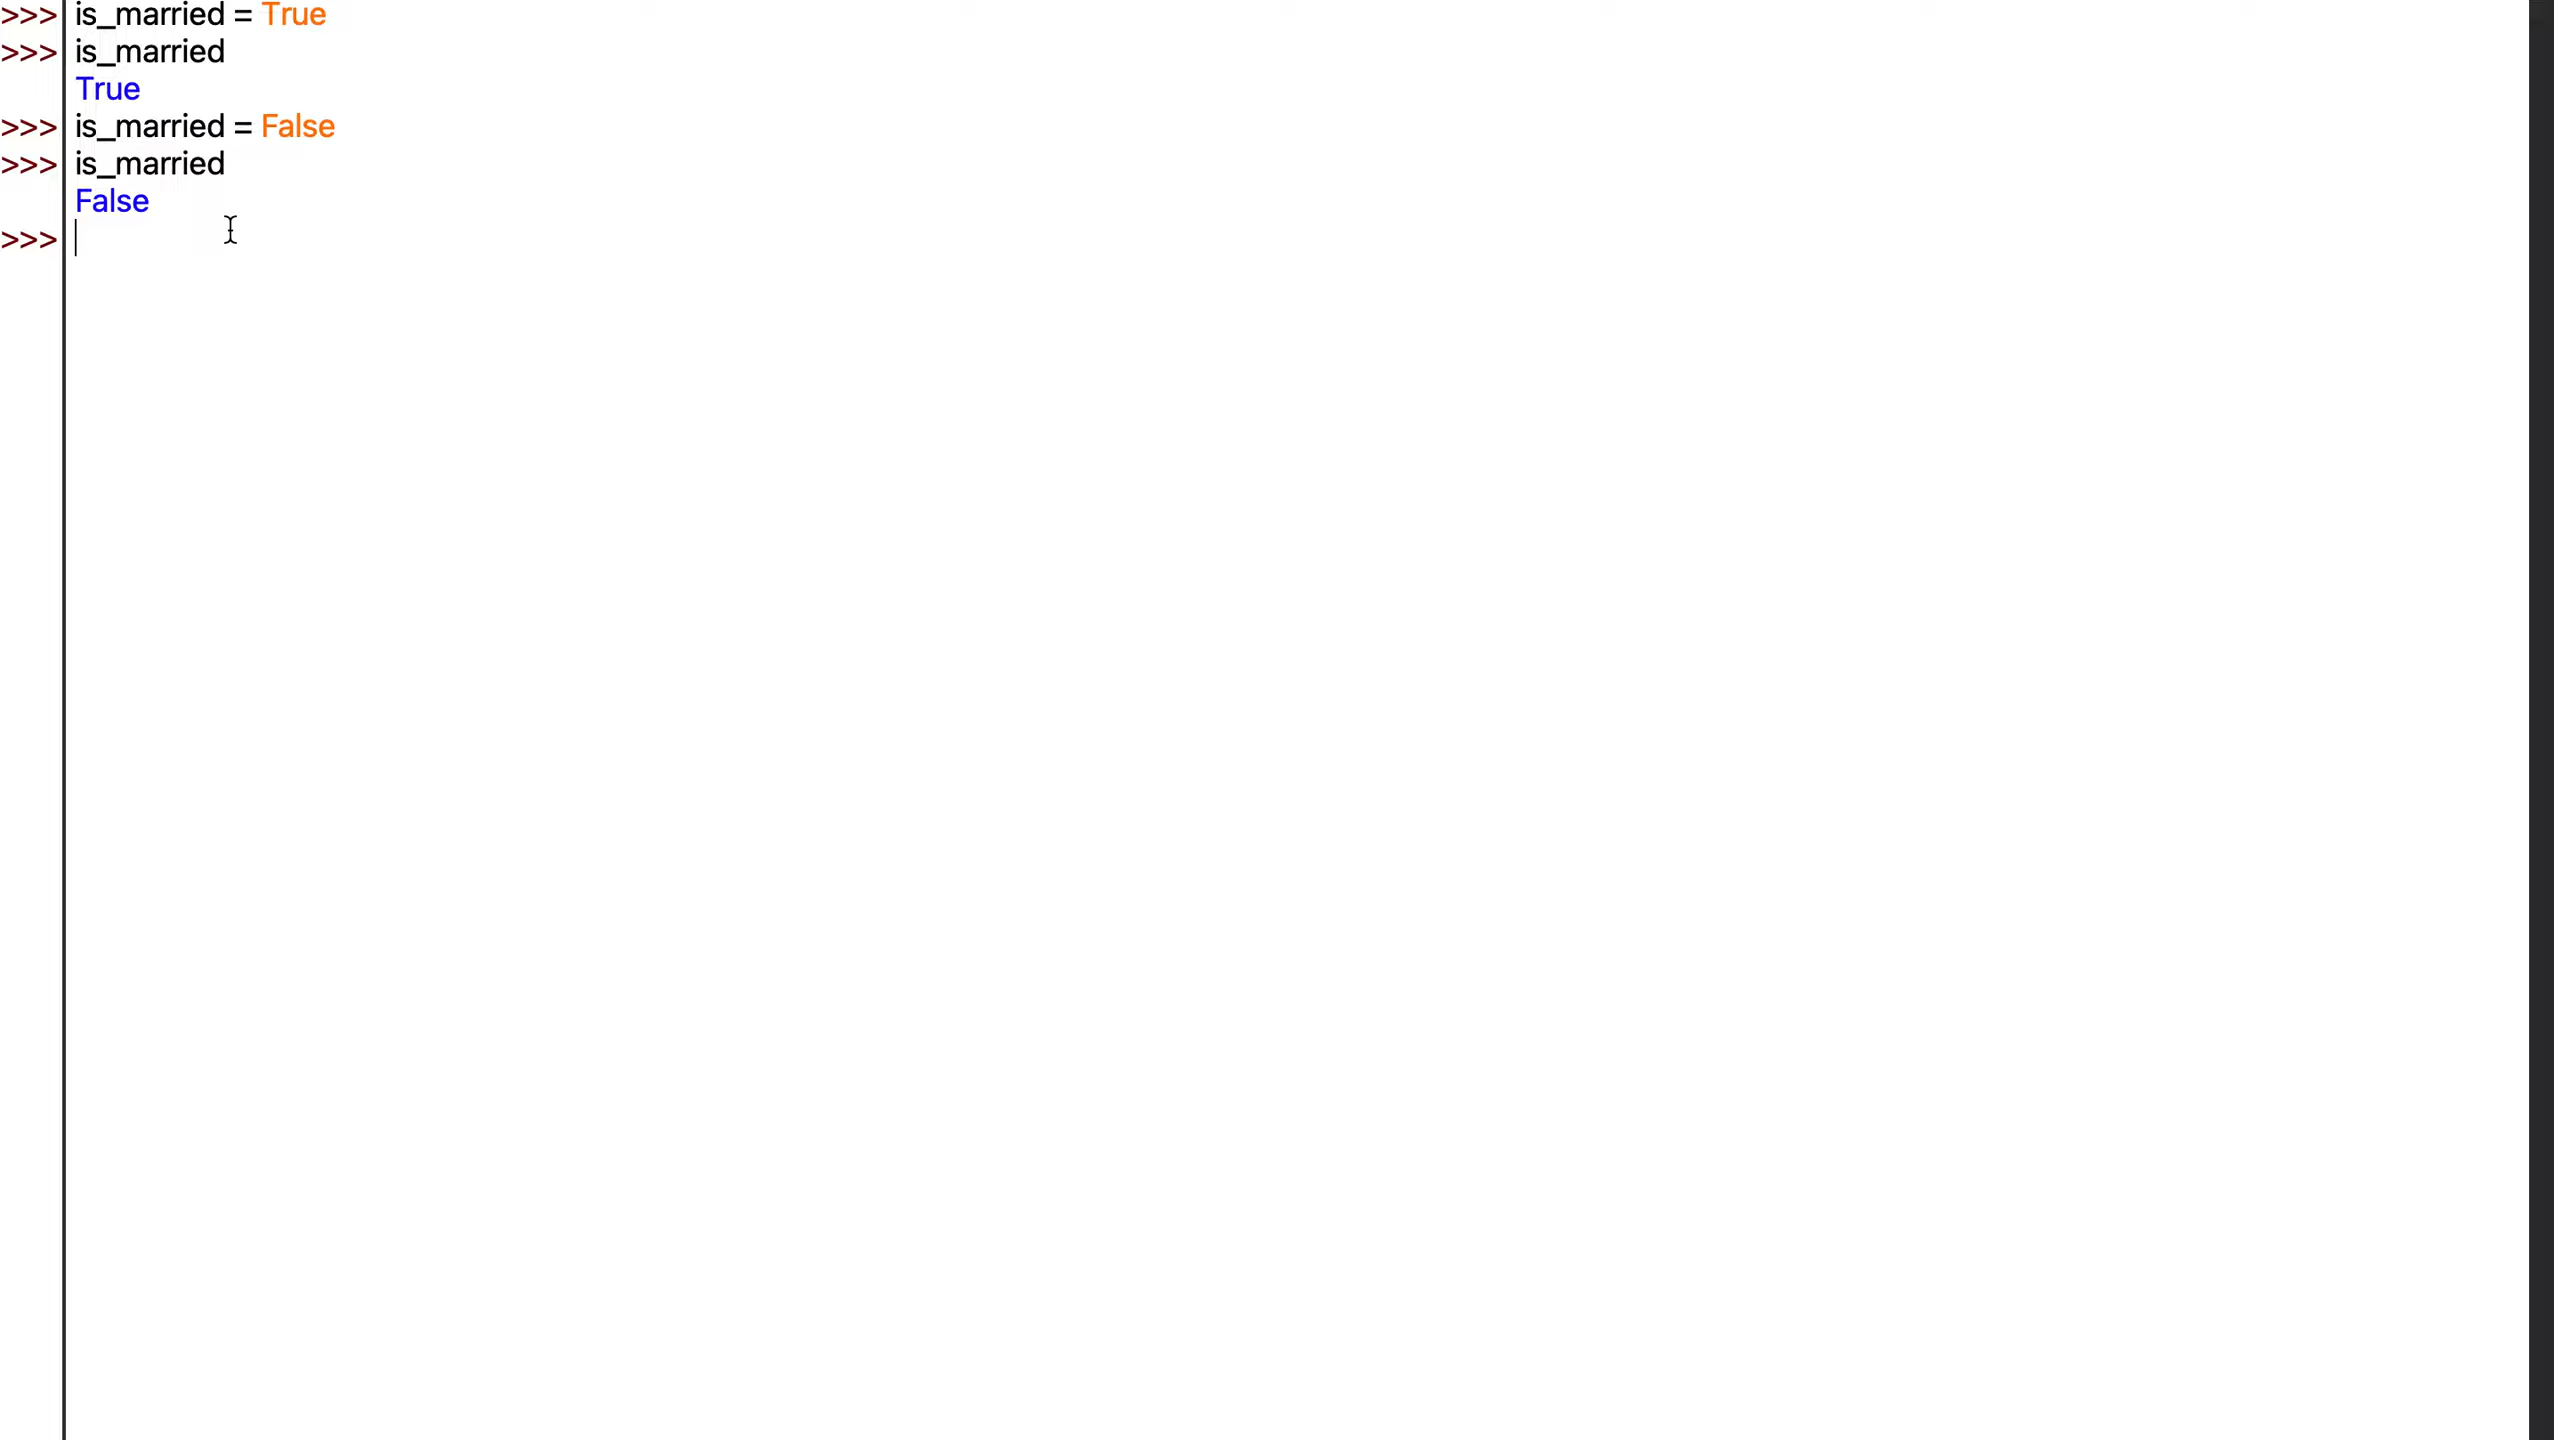 >>> is_married = True
>>> is_married
True
>>> is_married = False
>>> is_married
False
>>>